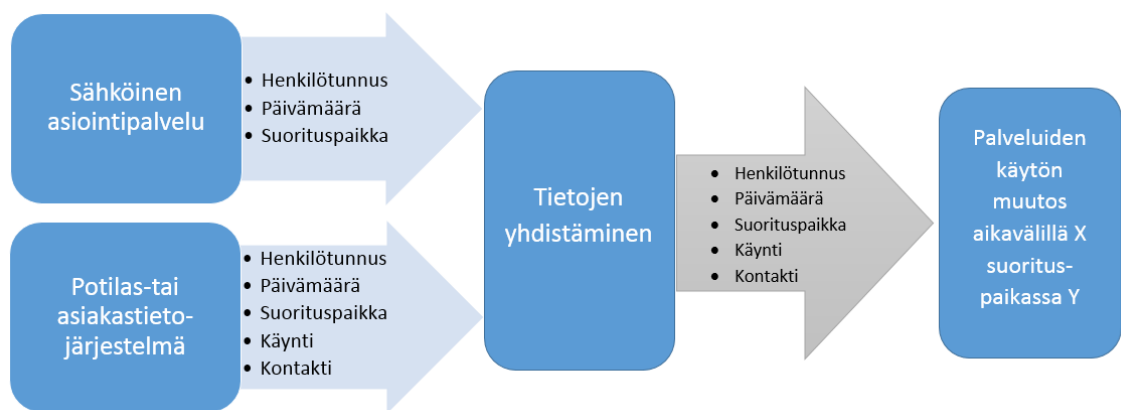 Sähköinen
asiointipalvelu
• Henkilötunnus
• Päivämäärä
• Suorituspaikka
Potilas-tai
asiakastieto-
järjestelmä
• Henkilötunnus
• Päivämäärä
• Suorituspaikka
• Käynti
• Kontakti
Tietojen
yhdistäminen
• Henkilötunnus
• Päivämäärä
• Suorituspaikka
• Käynti
• Kontakti
Palveluiden
käytön
muutos
aikavälillä X
suoritus-
paikassa Y